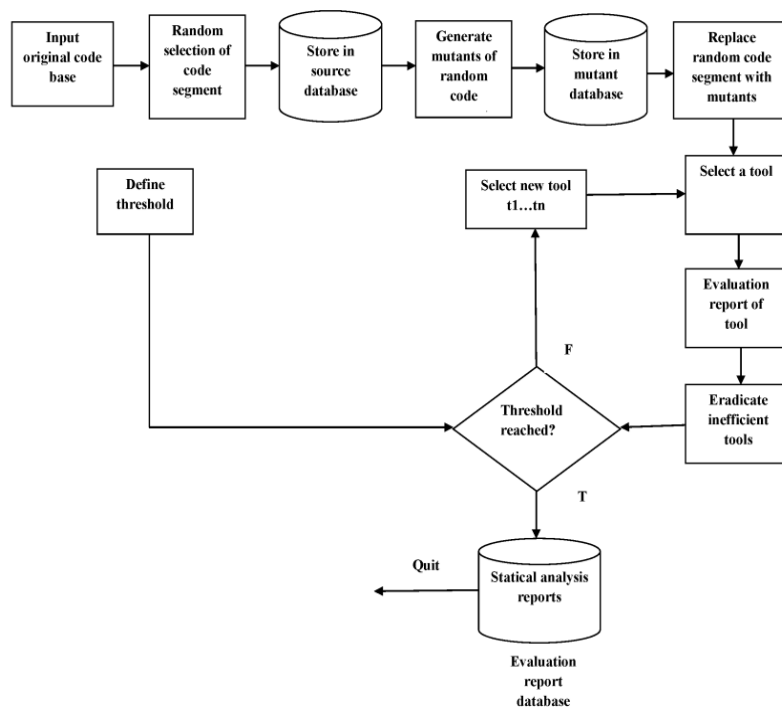 Input
original code
base
Random
selection of
code
segment
Store in
source
database
Generate
mutants of
random
code
Store in
mutant
database
Replace
random code
segment with
mutants
Define
threshold
Select new tool
t1...tn
Select a tool
Evaluation
report of
tool
F
Threshold
reached?
Eradicate
inefficient
tools
T
Quit
Statical analysis
reports
Evaluation
report
database